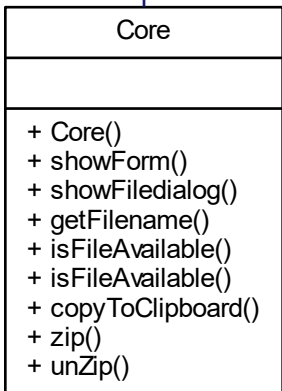 Core
+ Core()
+ showForm()
+ showFiledialog()
+ getFilename()
+ isFileAvailable()
+ isFileAvailable()
+ copyToClipboard()
+ zip()
+ unZip()